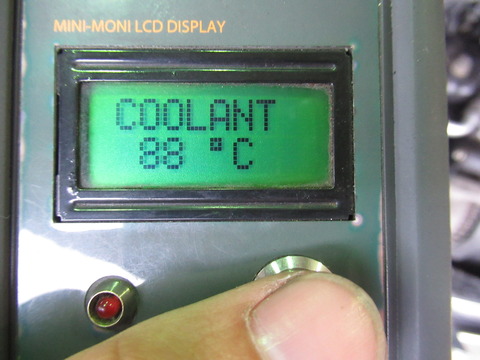 MINI-MONI LCD DISPLAY
COOLANT
88 °C